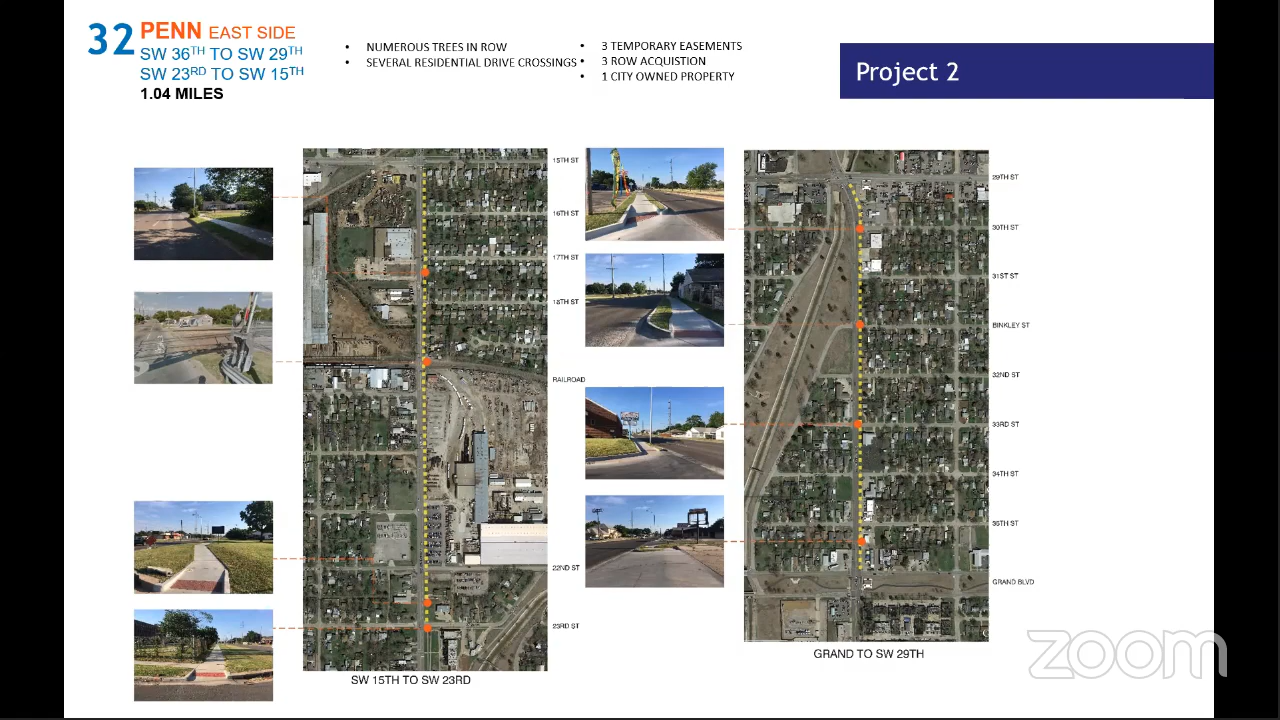 32 PENN EAST SIDE
SW 36TH TO SW 29TH
SW 23RD TO SW 15TH
1.04 MILES
• NUMEROUS TREES IN ROW
• SEVERAL RESIDENTIAL DRIVE CROSSINGS
• 3 TEMPORARY EASEMENTS
• 3 ROW ACQUISTION
• 1 CITY OWNED PROPERTY
Project 2
15TH ST
16TH ST
17TH ST
18TH ST
RAILROAD
22ND ST
23RD ST
SW 15TH TO SW 23RD
29TH ST
30TH ST
31ST ST
BINKLEY ST
32ND ST
33RD ST
34TH ST
35TH ST
GRAND BLVD
GRAND TO SW 29TH
zoom